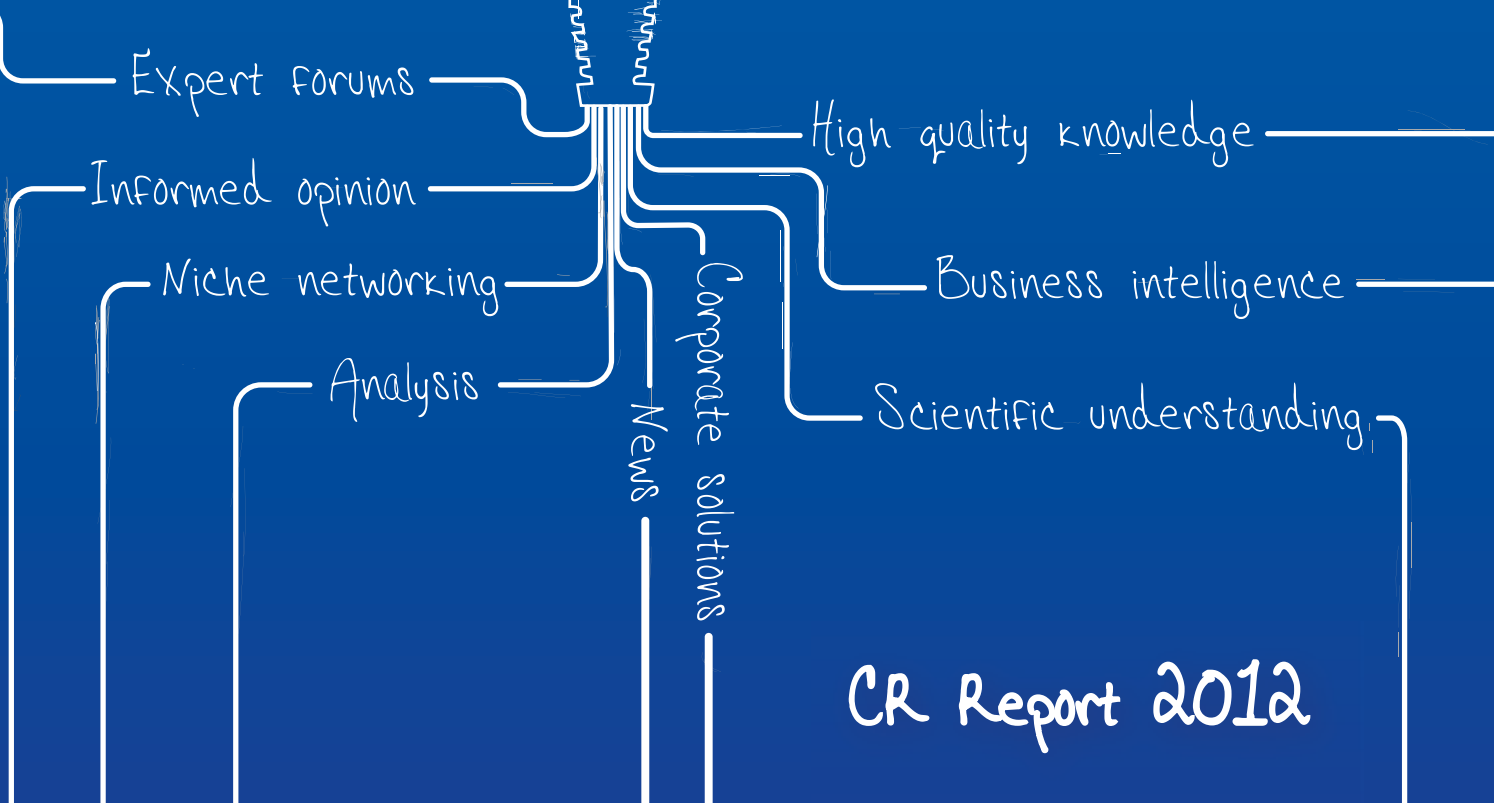 Expert forums
High quality knowledge
Informed opinion
Niche networking
Business intelligence
Corporate solutions
Analysis
News
Scientific understanding
CR Report 2012